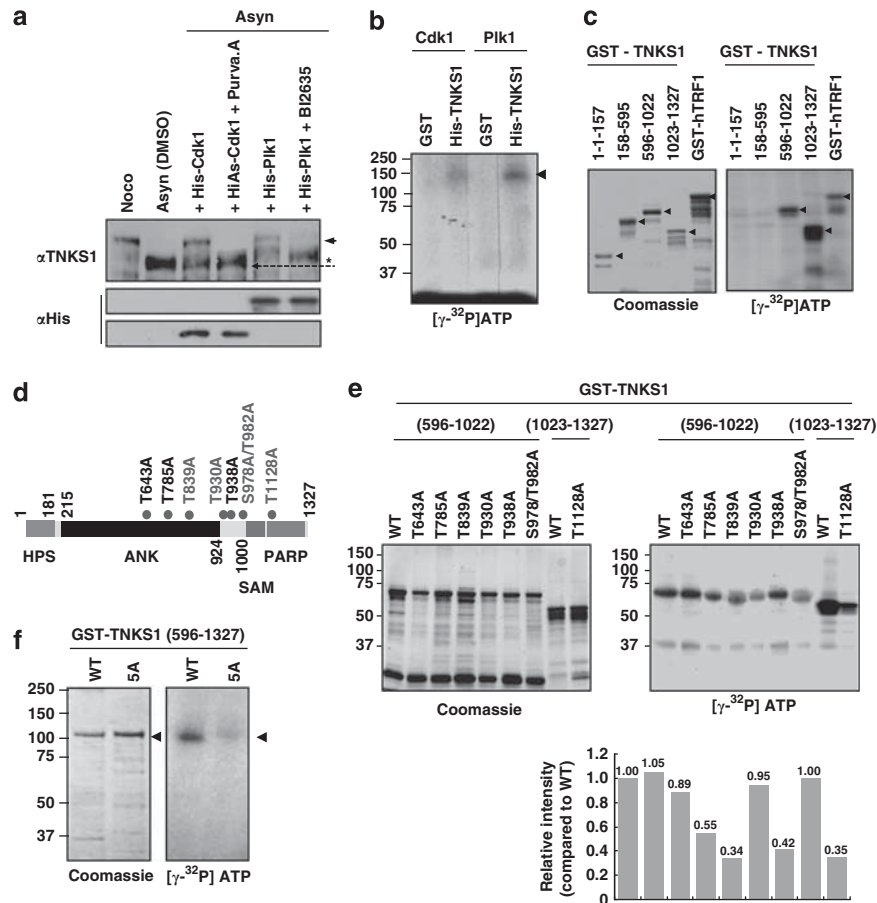 a
Asyn
Noco
Asyn (DMSO)
+ His-Cdk1
+ HiAs-Cdk1 + Purva.A
+ His-Plk1
+ His-Plk1 + BI2635
αTNKS1
*
αHis
b
Cdk1
Plk1
GST
His-TNKS1
GST
His-TNKS1
250
150
100
75
50
37
[γ-32P]ATP
c
GST - TNKS1
GST - TNKS1
1-1-157
158-595
596-1022
1023-1327
GST-hTRF1
1-1-157
158-595
596-1022
1023-1327
GST-hTRF1
Coomassie
[γ-32P]ATP
d
1
181
215
T643A
T785A
T839A
T930A
T938A
S978A/T982A
T1128A
1327
HPS
ANK
924
1000
PARP
SAM
e
GST-TNKS1
(596-1022)
(1023-1327)
(596-1022)
(1023-1327)
WT
T643A
T785A
T839A
T930A
T938A
S978/T982A
WT
T1128A
WT
T643A
T785A
T839A
T930A
T938A
S978/T982A
WT
T1128A
150
100
75
50
37
150
100
75
50
37
Coomassie
[γ-32P] ATP
Relative intensity
(compared to WT)
1.2
1.0
0.8
0.6
0.4
0.2
0
1.00
1.05
0.89
0.55
0.34
0.95
0.42
1.00
0.35
f
GST-TNKS1 (596-1327)
WT
5A
WT
5A
250
150
100
75
50
37
Coomassie
[γ-32P] ATP